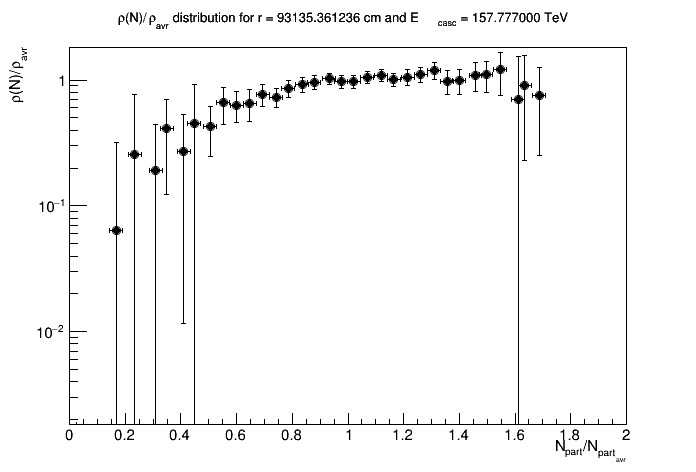 ρ(N)/ρavr distribution for r = 93135.361236 cm and E casc = 157.777000 TeV
ρ(N)/ρavr
1
10−1
10−2
0 0.2 0.4 0.6 0.8 1 1.2 1.4 1.6 1.8 2
Npart/Npartavr